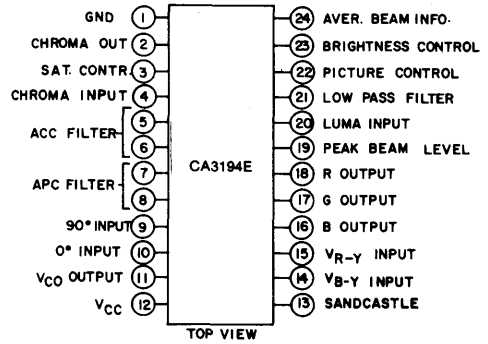 GND 1
CHROMA OUT 2
SAT. CONTR. 3
CHROMA INPUT 4
ACC FILTER 5
6
APC FILTER 7
8
90° INPUT 9
0° INPUT 10
VCO OUTPUT 11
VCC 12
CA3194E
24 AVER. BEAM INFO.
23 BRIGHTNESS CONTROL
22 PICTURE CONTROL
21 LOW PASS FILTER
20 LUMA INPUT
19 PEAK BEAM LEVEL
18 R OUTPUT
17 G OUTPUT
16 B OUTPUT
15 VR-Y INPUT
14 VB-Y INPUT
13 SANDCASTLE
TOP VIEW